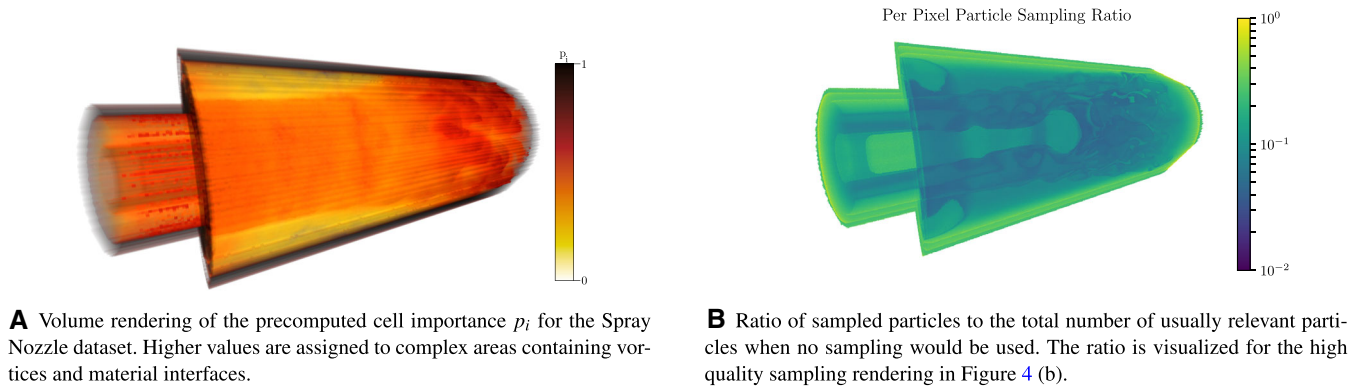 p_i
1
0
A Volume rendering of the precomputed cell importance p_i for the Spray
Nozzle dataset. Higher values are assigned to complex areas containing vor-
tices and material interfaces.
Per Pixel Particle Sampling Ratio
10^0
10^{-1}
10^{-2}
B Ratio of sampled particles to the total number of usually relevant parti-
cles when no sampling would be used. The ratio is visualized for the high
quality sampling rendering in Figure 4 (b).